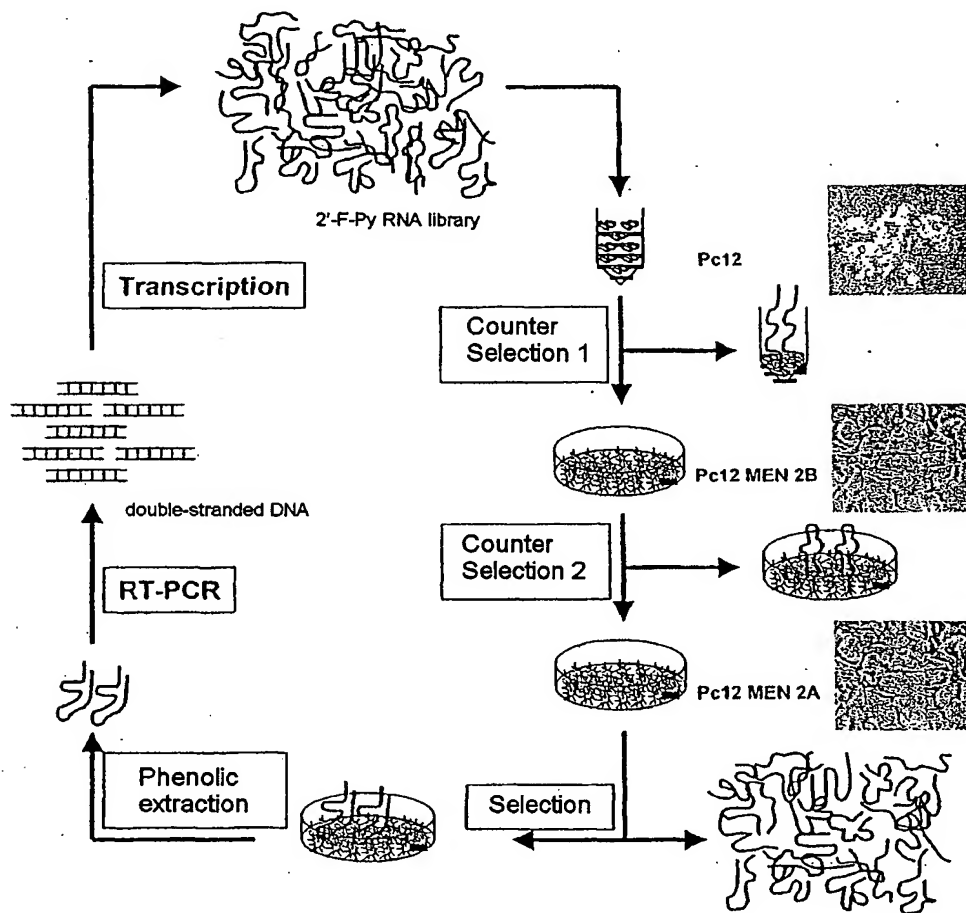 2'-F-Py RNA library
Transcription
Pc12
Counter
Selection 1
Pc12 MEN 2B
double-stranded DNA
Counter
Selection 2
RT-PCR
Pc12 MEN 2A
Phenolic
extraction
Selection